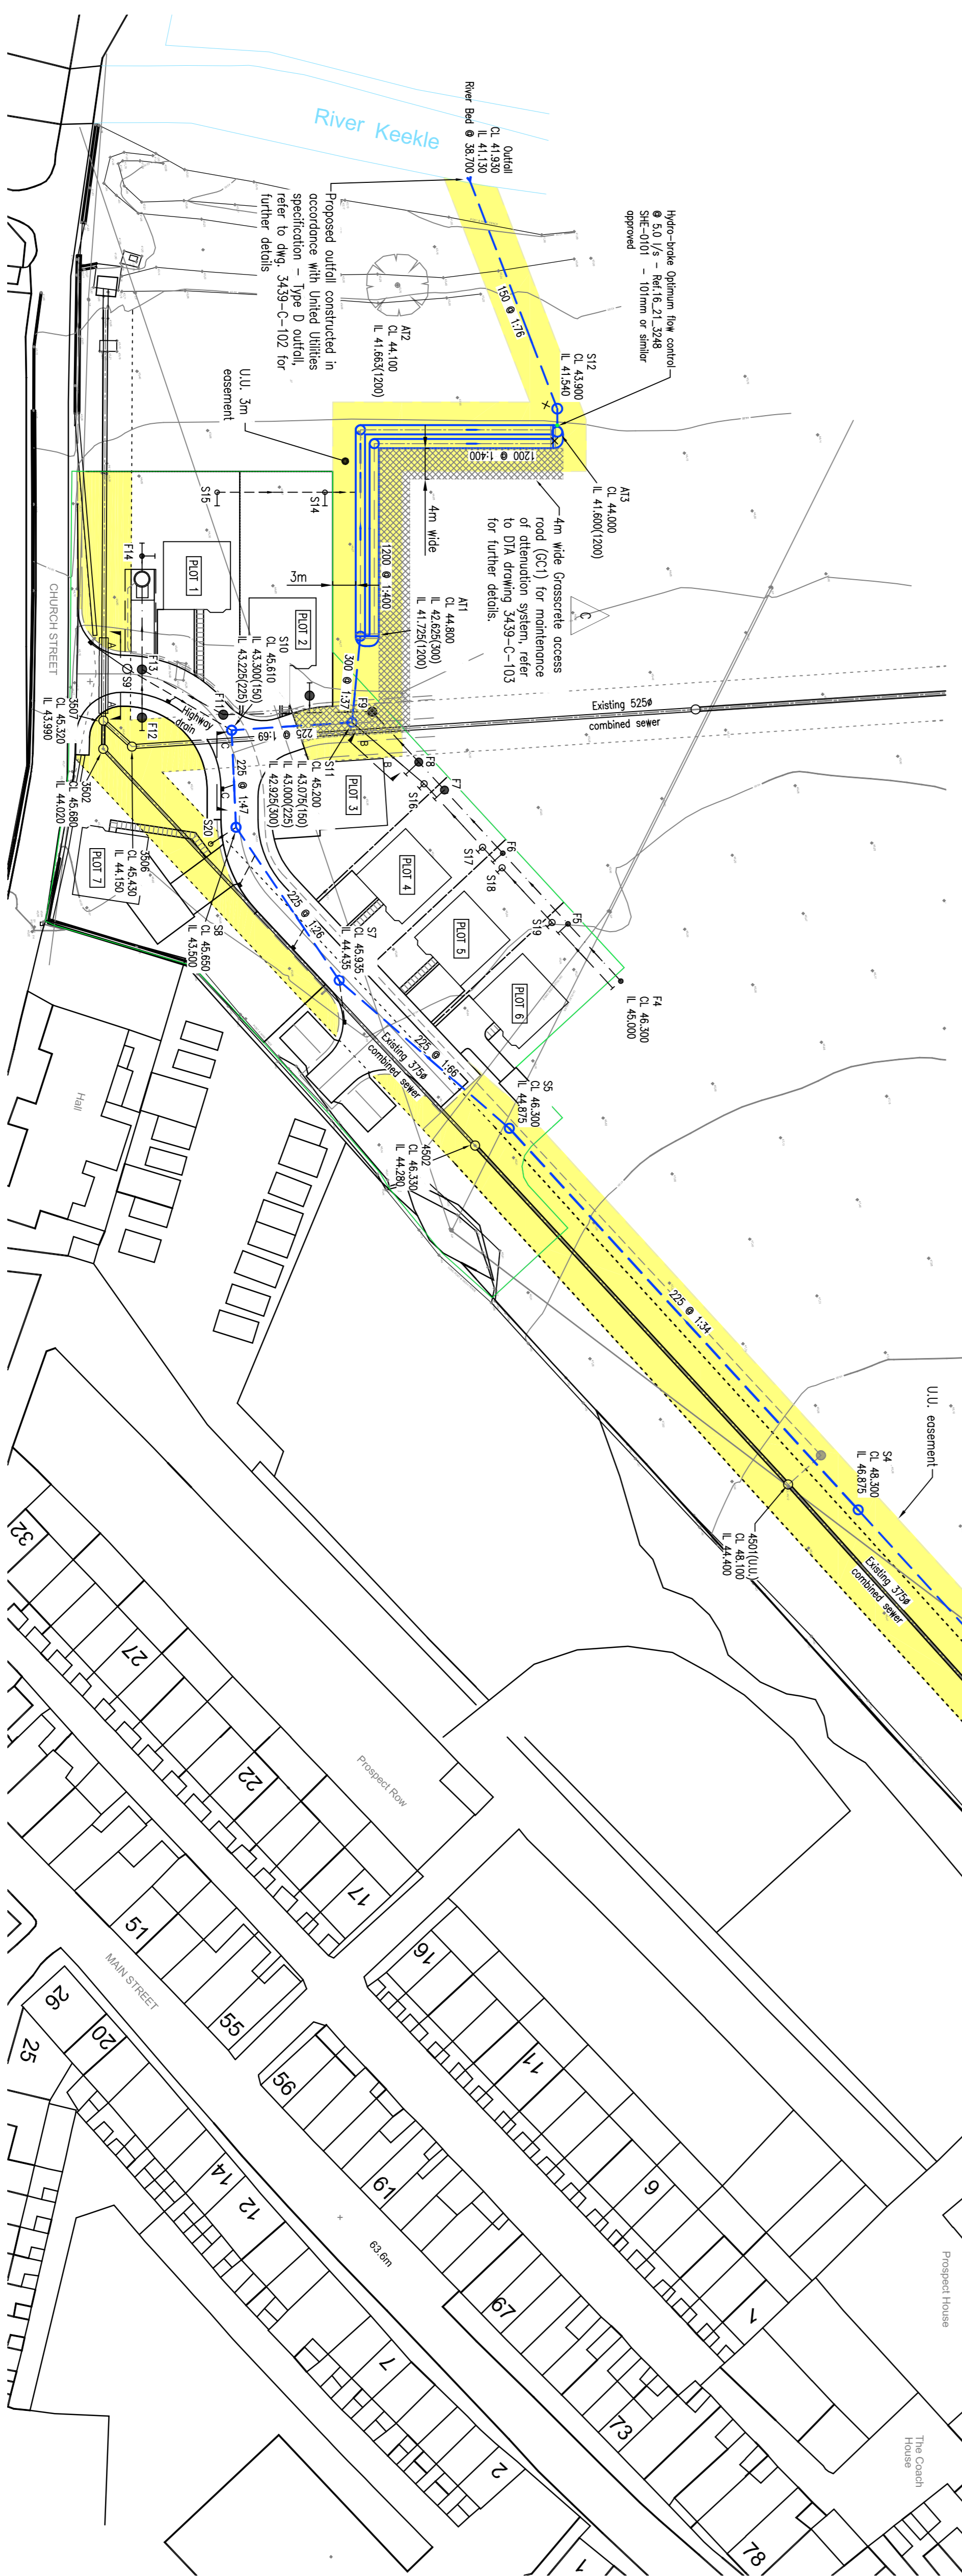 River Keekle
Outfall
CL 41.930
IL 41.130
River Bed @ 38.700
Hydro-brake Optimum flow control
@ 5.0 l/s - Ref.16_21_3248
SHE-0101 - 101mm or similar
approved
150 @ 1:76
S12
CL 43.900
IL 41.540
Proposed outfall constructed in
accordance with United Utilities
specification - Type D outfall,
refer to dwg. 3439-C-102 for
further details
AT2
CL 44.100
IL 41.663(1200)
U.U. 3m
easement
1200 @ 1:400
AT3
CL 44.000
IL 41.600(1200)
4m wide
4m wide Grasscrete access
road (GC1) for maintenance
of attenuation system, refer
to DTA drawing 3439-C-103
for further details.
S15
S14
3m
1200 @ 1:400
AT1
CL 44.800
IL 42.625(300)
IL 41.725(1200)
C
F14
PLOT 1
PLOT 2
CHURCH STREET
S10
CL 45.610
IL 43.300(150)
IL 43.225(225)
300 @ 1:37
A
A
S9
F13
F12
Highway
drain
F11
F9
225 @ 1:69
B
B
S11
CL 45.200
IL 43.075(150)
IL 43.000(225)
IL 42.925(300)
Existing 525ø
combined sewer
3507
CL 45.320
IL 43.990
3502
CL 45.680
IL 44.020
3506
CL 45.430
IL 44.150
C
C
225 @ 1:47
PLOT 3
F8
F7
S16
S20
PLOT 7
PLOT 4
S17
S18
F6
S8
CL 45.650
IL 43.500
225 @ 1:26
S7
CL 45.935
IL 44.435
PLOT 5
S19
F5
PLOT 6
F4
CL 46.300
IL 45.000
Existing 375ø
combined sewer
225 @ 1:66
S5
CL 46.300
IL 44.875
4502
CL 46.330
IL 44.280
Hall
225 @ 1:34
U.U. easement
S4
CL 48.300
IL 46.875
4501(U.U.)
CL 48.100
IL 44.400
Existing 375ø
combined sewer
32
27
22
17
Prospect Row
51
55
MAIN STREET
26
25
20
16
11
6
1
56
61
67
73
78
14
12
7
2
1
63.6m
Prospect House
The Coach
House